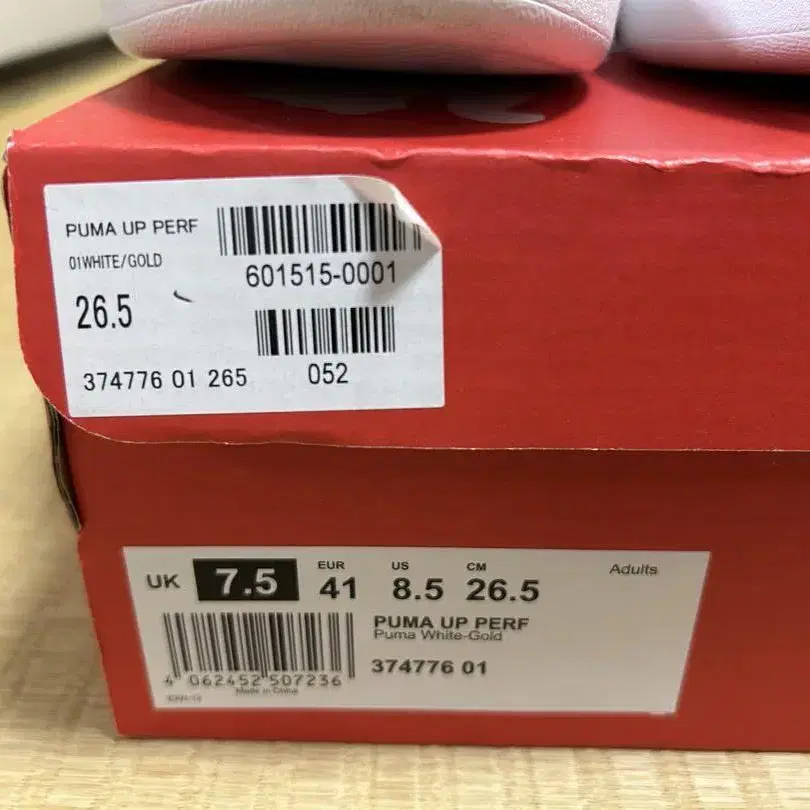 PUMA UP PERF
01WHITE/GOLD
601515-0001
26.5
052
374776 01 265
UK 7.5 EUR 41 US 8.5 CM 26.5 Adults
PUMA UP PERF
Puma White-Gold
374776 01
4 062452 507236
Made in China